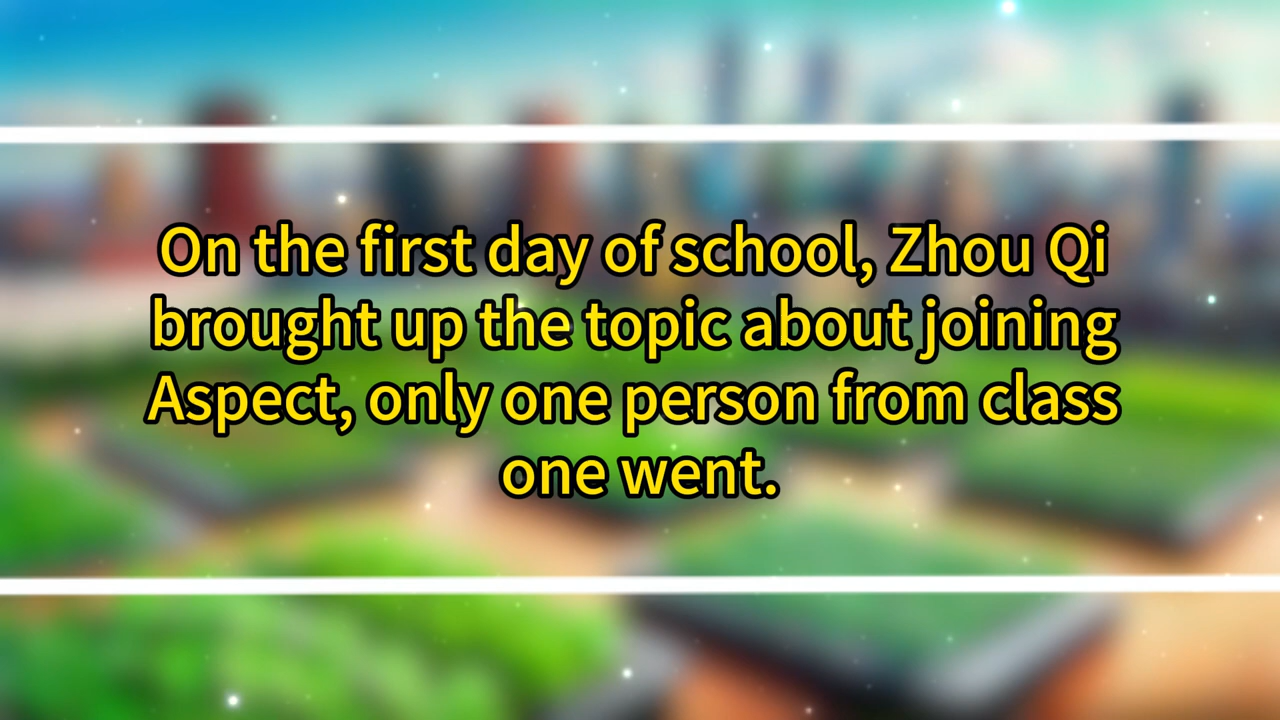 On the first day of school, Zhou Qi
brought up the topic about joining
Aspect, only one person from class
one went.